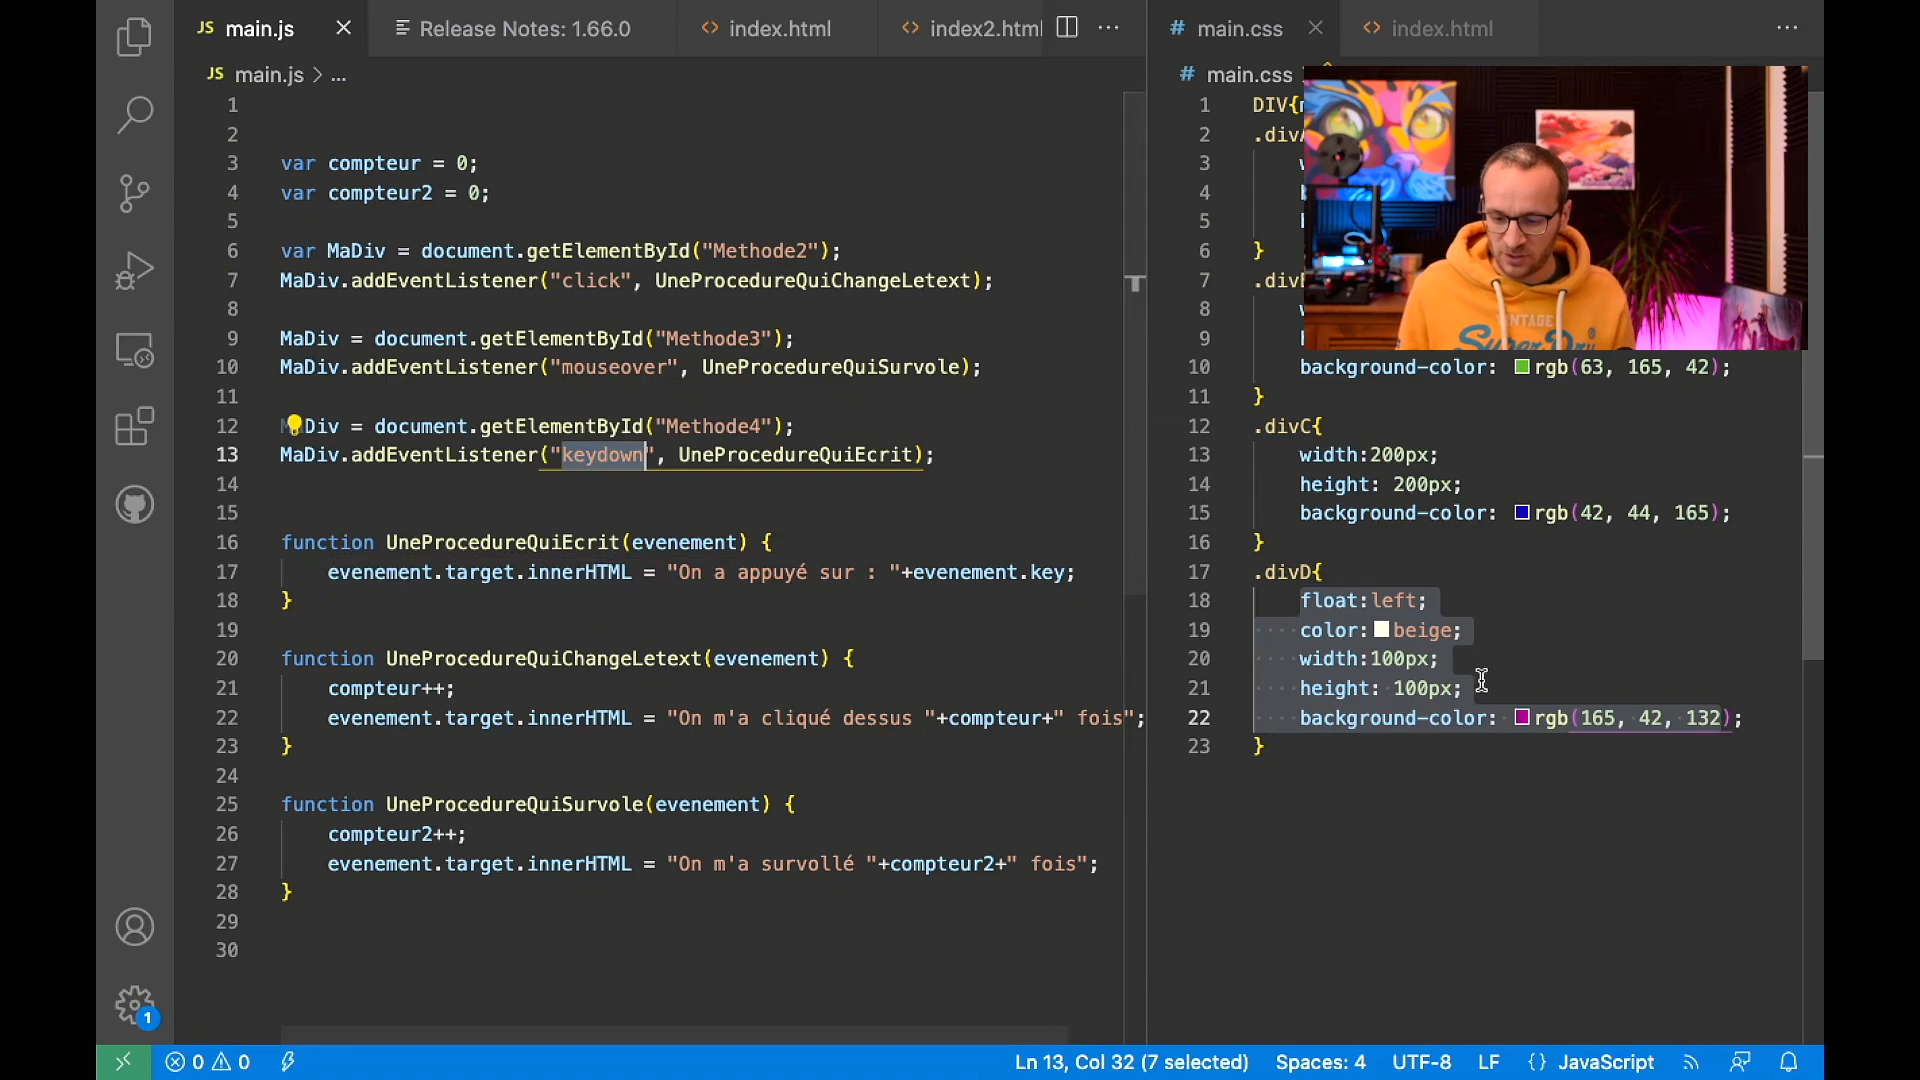 JS main.js
Release Notes: 1.66.0
<> index.html
<> index2.html
# main.css
<> index.html
JS main.js > ...
1
2
3 var compteur = 0;
4 var compteur2 = 0;
5
6 var MaDiv = document.getElementById("Methode2");
7 MaDiv.addEventListener("click", UneProcedureQuiChangeLetext);
8
9 MaDiv = document.getElementById("Methode3");
10 MaDiv.addEventListener("mouseover", UneProcedureQuiSurvole);
11
12 MaDiv = document.getElementById("Methode4");
13 MaDiv.addEventListener("keydown", UneProcedureQuiEcrit);
14
15
16 function UneProcedureQuiEcrit(evenement) {
17 evenement.target.innerHTML = "On a appuyé sur : "+evenement.key;
18 }
19
20 function UneProcedureQuiChangeLetext(evenement) {
21 compteur++;
22 evenement.target.innerHTML = "On m'a cliqué dessus "+compteur+" fois";
23 }
24
25 function UneProcedureQuiSurvole(evenement) {
26 compteur2++;
27 evenement.target.innerHTML = "On m'a survollé "+compteur2+" fois";
28 }
29
30
# main.css
1 DIV{
2 .div
3
4
5
6 }
7 .div
8
9
10 background-color: rgb(63, 165, 42);
11 }
12 .divC{
13 width:200px;
14 height: 200px;
15 background-color: rgb(42, 44, 165);
16 }
17 .divD{
18 float:left;
19 color: beige;
20 width:100px;
21 height: 100px;
22 background-color: rgb(165, 42, 132);
23 }
VINTAGE
Super Dry
1
0 0
Ln 13, Col 32 (7 selected)
Spaces: 4
UTF-8
LF
{} JavaScript